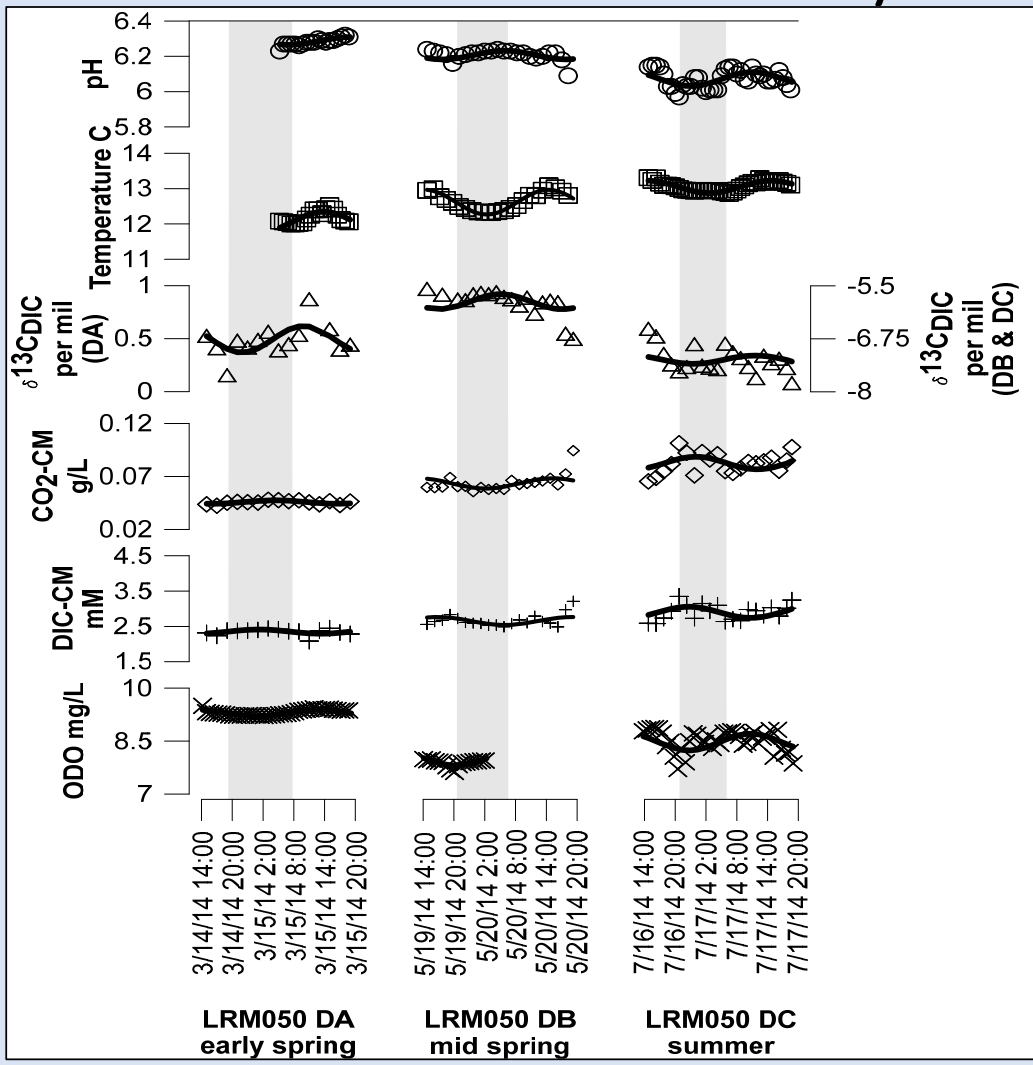 6.4
6.2
6
5.8
pH
14
13
12
11
Temperature C
1
0.5
0
δ13CDIC
per mil
(DA)
-5.5
-6.75
-8
δ13CDIC
per mil
(DB & DC)
0.12
0.07
0.02
CO2-CM
g/L
4.5
3.5
2.5
1.5
DIC-CM
mM
10
8.5
7
ODO mg/L
3/14/14 14:00
3/14/14 20:00
3/15/14 2:00
3/15/14 8:00
3/15/14 14:00
3/15/14 20:00
5/19/14 14:00
5/19/14 20:00
5/20/14 2:00
5/20/14 8:00
5/20/14 14:00
5/20/14 20:00
7/16/14 14:00
7/16/14 20:00
7/17/14 2:00
7/17/14 8:00
7/17/14 14:00
7/17/14 20:00
LRM050 DA
early spring
LRM050 DB
mid spring
LRM050 DC
summer